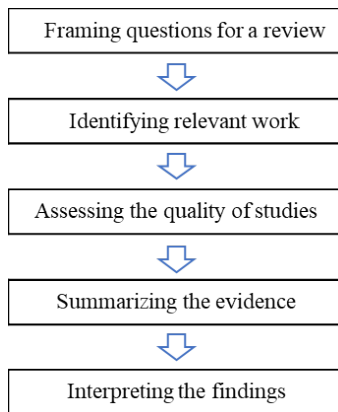 Framing questions for a review
Identifying relevant work
Assessing the quality of studies
Summarizing the evidence
Interpreting the findings